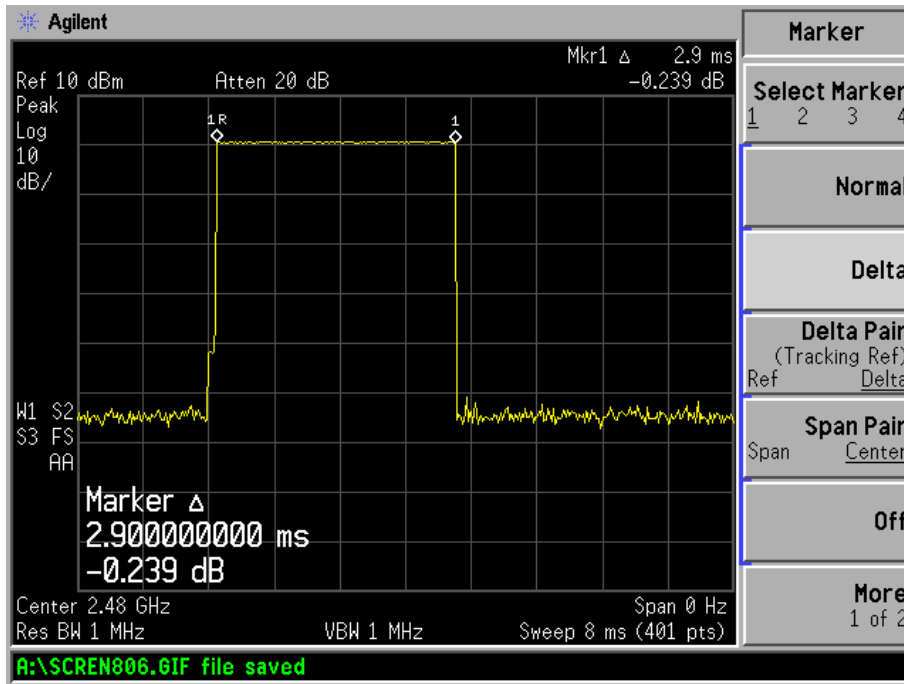 Agilent
Mkr1 Δ 2.9 ms
Ref 10 dBm Atten 20 dB -0.239 dB
Peak
Log
10
dB/
1R
1
W1 S2
S3 FS
AA
Marker Δ
2.900000000 ms
-0.239 dB
Center 2.48 GHz Span 0 Hz
Res BW 1 MHz VBW 1 MHz Sweep 8 ms (401 pts)
A:\SCREN806.GIF file saved
Marker
Select Marker
1 2 3 4
Normal
Delta
Delta Pair
(Tracking Ref)
Ref Delta
Span Pair
Span Center
Off
More
1 of 2